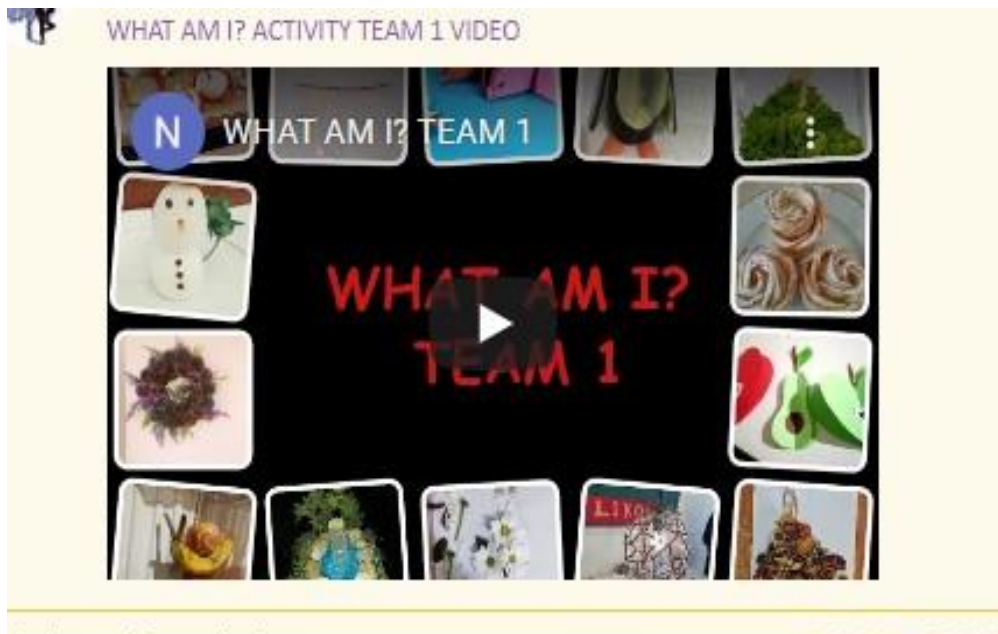 WHAT AM I? ACTIVITY TEAM 1 VIDEO
N
WHAT AM I? TEAM 1
WHAT AM I?
TEAM 1